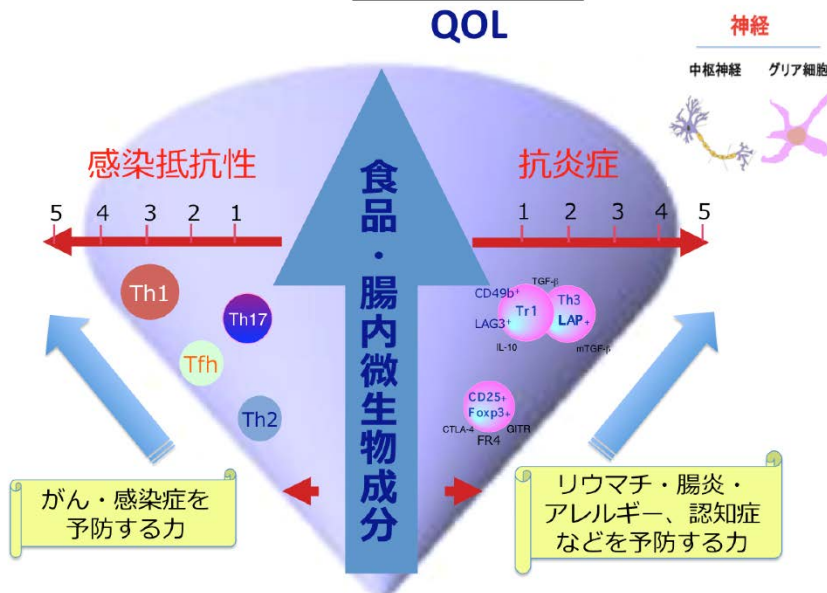 QOL
神経
中枢神経 グリア細胞
感染抵抗性
抗炎症
5 4 3 2 1
1 2 3 4 5
食品・腸内微生物成分
Th1
Th17
Tfh
Th2
TGF-β
CD49b+
Th3
Tr1
LAG3+
LAP+
IL-10
mTGF-β
CD25+
Foxp3+
CTLA-4
GITR
FR4
がん・感染症を
予防する力
リウマチ・腸炎・
アレルギー、認知症
などを予防する力